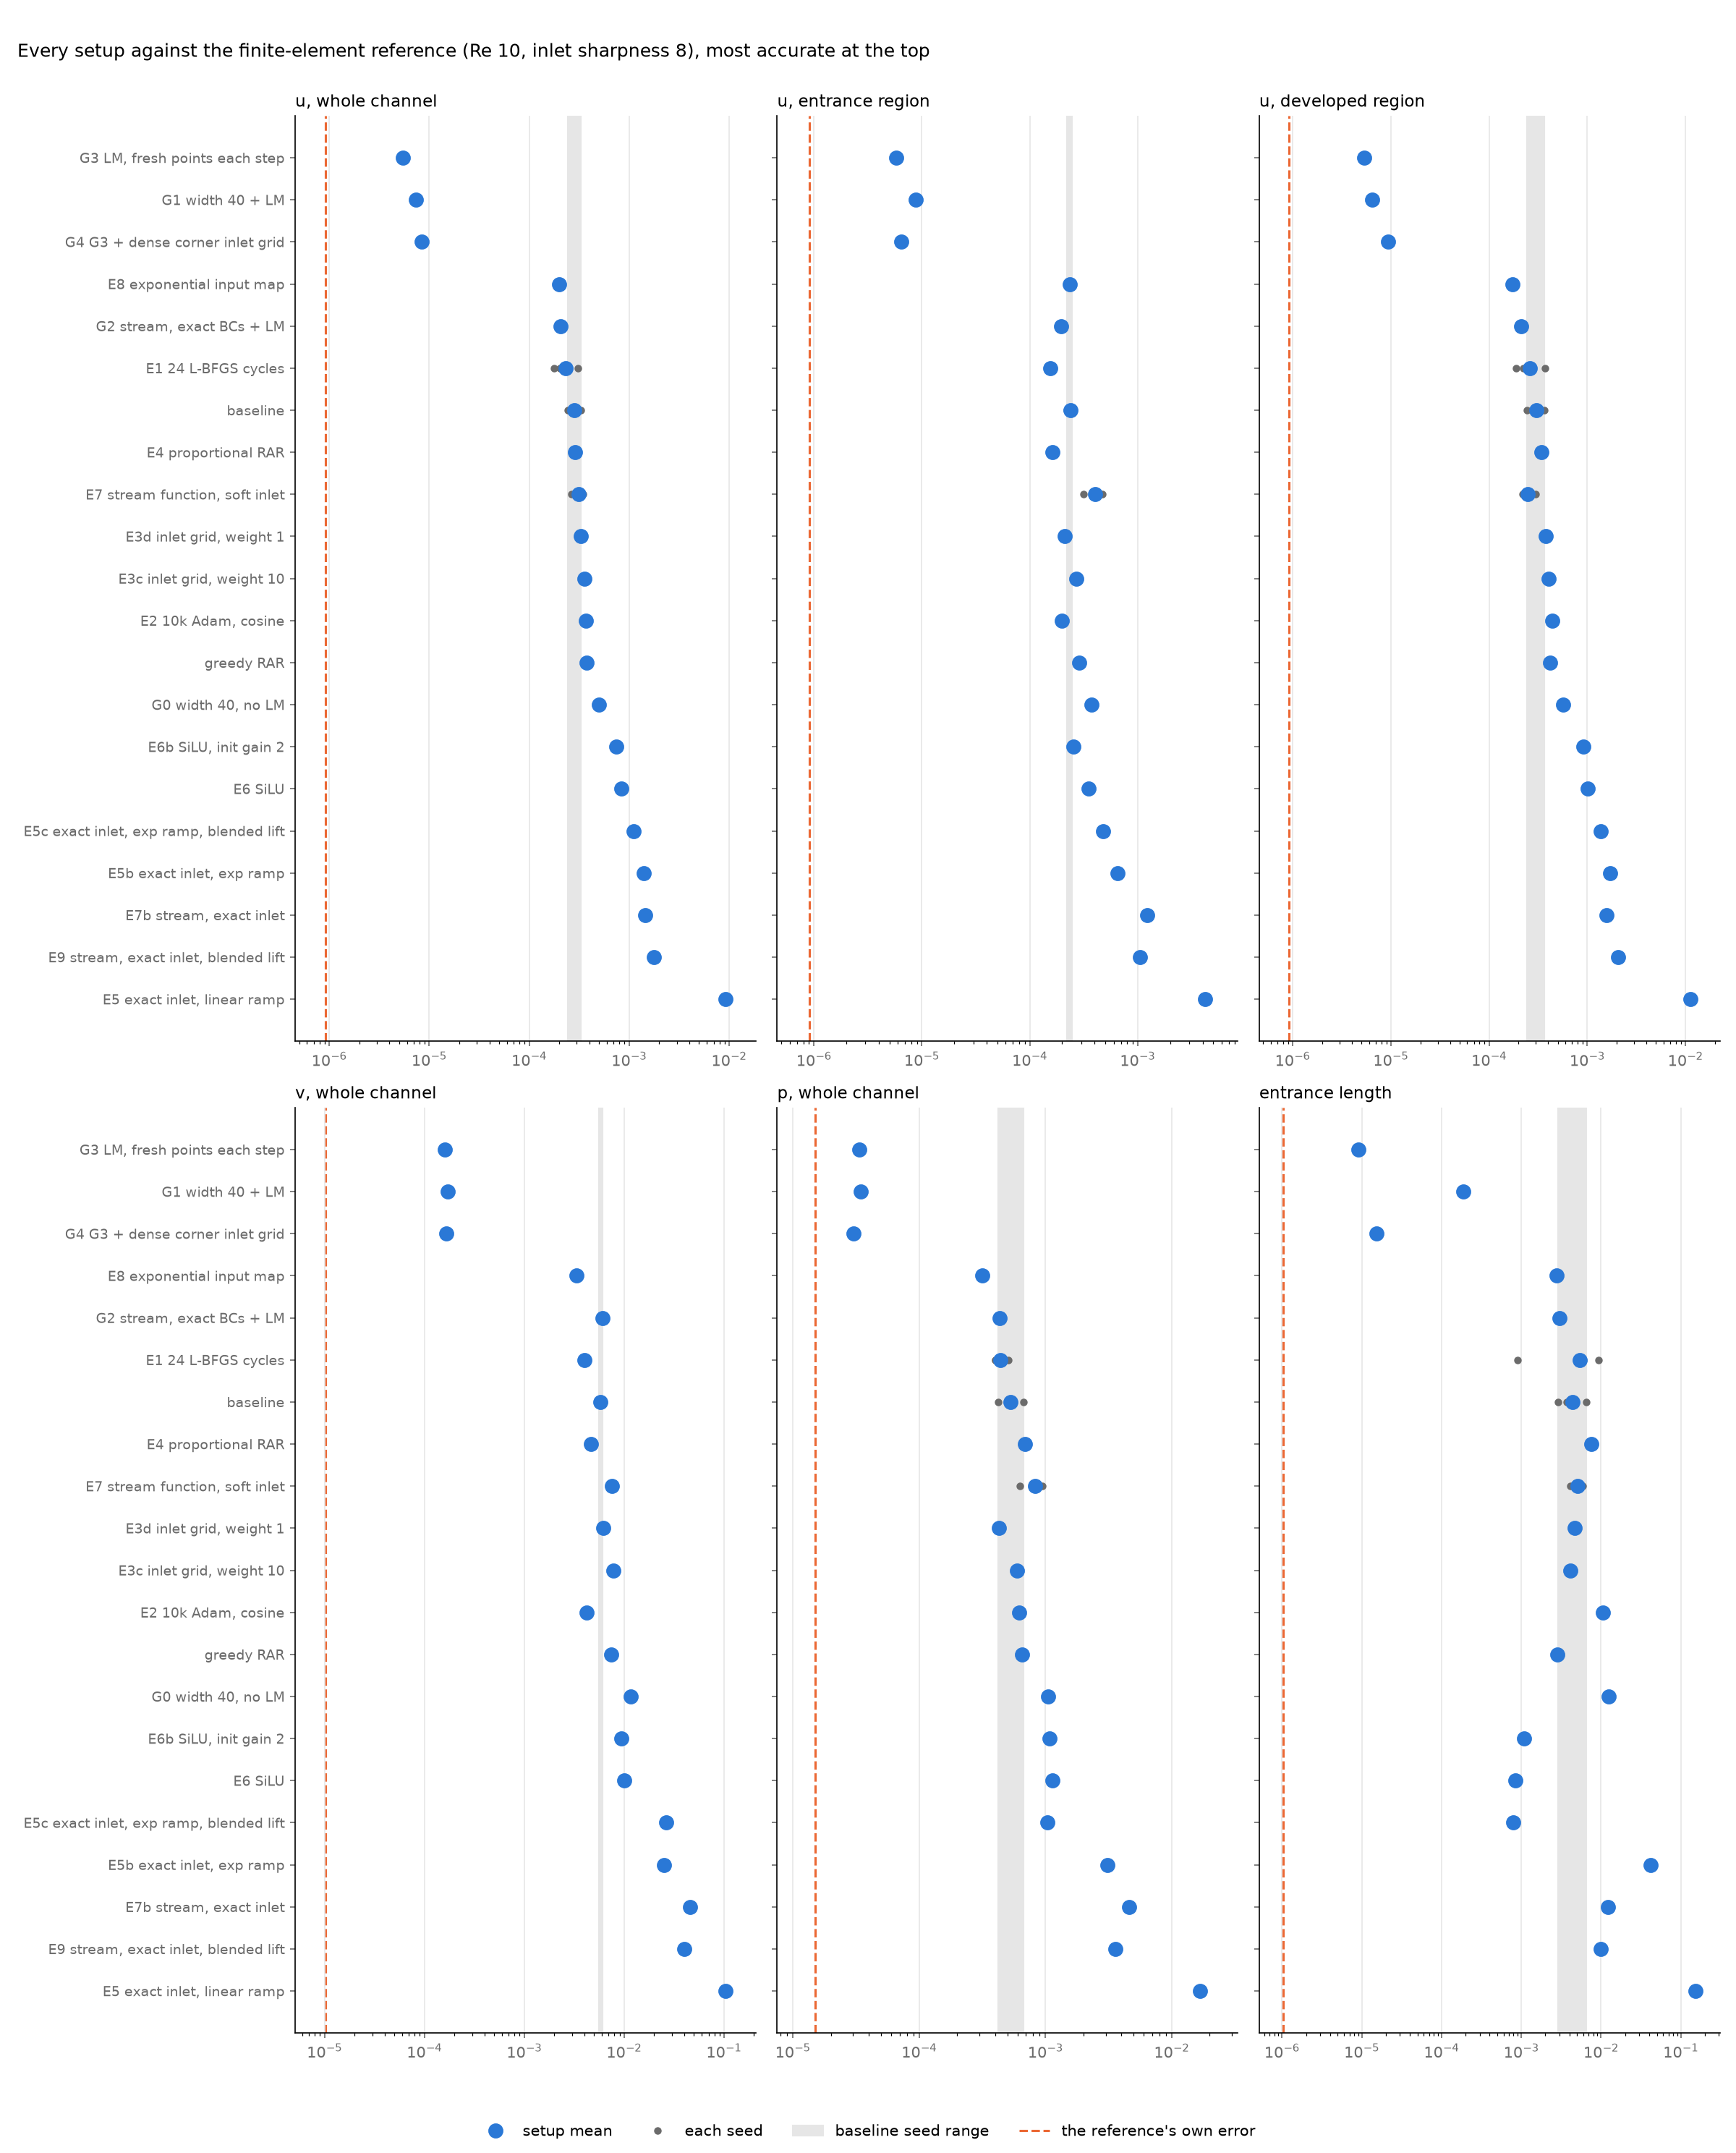 Every setup against the finite-element reference (Re 10, inlet sharpness 8), most accurate at the top
u, whole channel
u, entrance region
u, developed region
G3 LM, fresh points each step
G1 width 40 + LM
G4 G3 + dense corner inlet grid
E8 exponential input map
G2 stream, exact BCs + LM
E1 24 L-BFGS cycles
baseline
E4 proportional RAR
E7 stream function, soft inlet
E3d inlet grid, weight 1
E3c inlet grid, weight 10
E2 10k Adam, cosine
greedy RAR
G0 width 40, no LM
E6b SiLU, init gain 2
E6 SiLU
E5c exact inlet, exp ramp, blended lift
E5b exact inlet, exp ramp
E7b stream, exact inlet
E9 stream, exact inlet, blended lift
E5 exact inlet, linear ramp
10⁻⁶ 10⁻⁵ 10⁻⁴ 10⁻³ 10⁻²
10⁻⁶ 10⁻⁵ 10⁻⁴ 10⁻³
10⁻⁶ 10⁻⁵ 10⁻⁴ 10⁻³ 10⁻²
v, whole channel
p, whole channel
entrance length
G3 LM, fresh points each step
G1 width 40 + LM
G4 G3 + dense corner inlet grid
E8 exponential input map
G2 stream, exact BCs + LM
E1 24 L-BFGS cycles
baseline
E4 proportional RAR
E7 stream function, soft inlet
E3d inlet grid, weight 1
E3c inlet grid, weight 10
E2 10k Adam, cosine
greedy RAR
G0 width 40, no LM
E6b SiLU, init gain 2
E6 SiLU
E5c exact inlet, exp ramp, blended lift
E5b exact inlet, exp ramp
E7b stream, exact inlet
E9 stream, exact inlet, blended lift
E5 exact inlet, linear ramp
10⁻⁵ 10⁻⁴ 10⁻³ 10⁻² 10⁻¹
10⁻⁵ 10⁻⁴ 10⁻³ 10⁻²
10⁻⁶ 10⁻⁵ 10⁻⁴ 10⁻³ 10⁻² 10⁻¹
setup mean
each seed
baseline seed range
the reference's own error